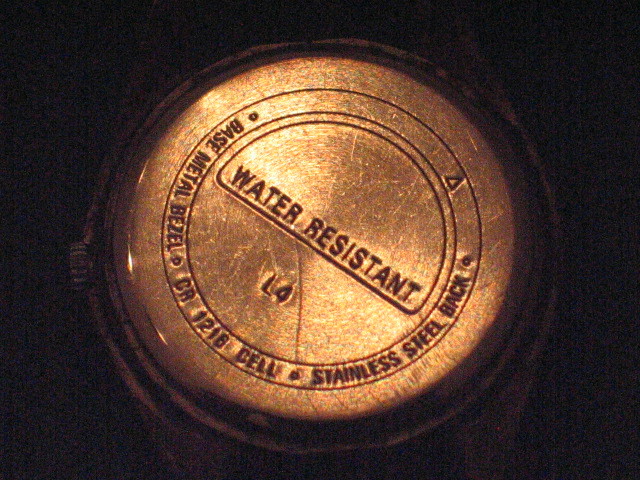 WATER RESISTANT
L4
BASE METAL BEZEL • CR 1216 CELL • STAINLESS STEEL BACK •